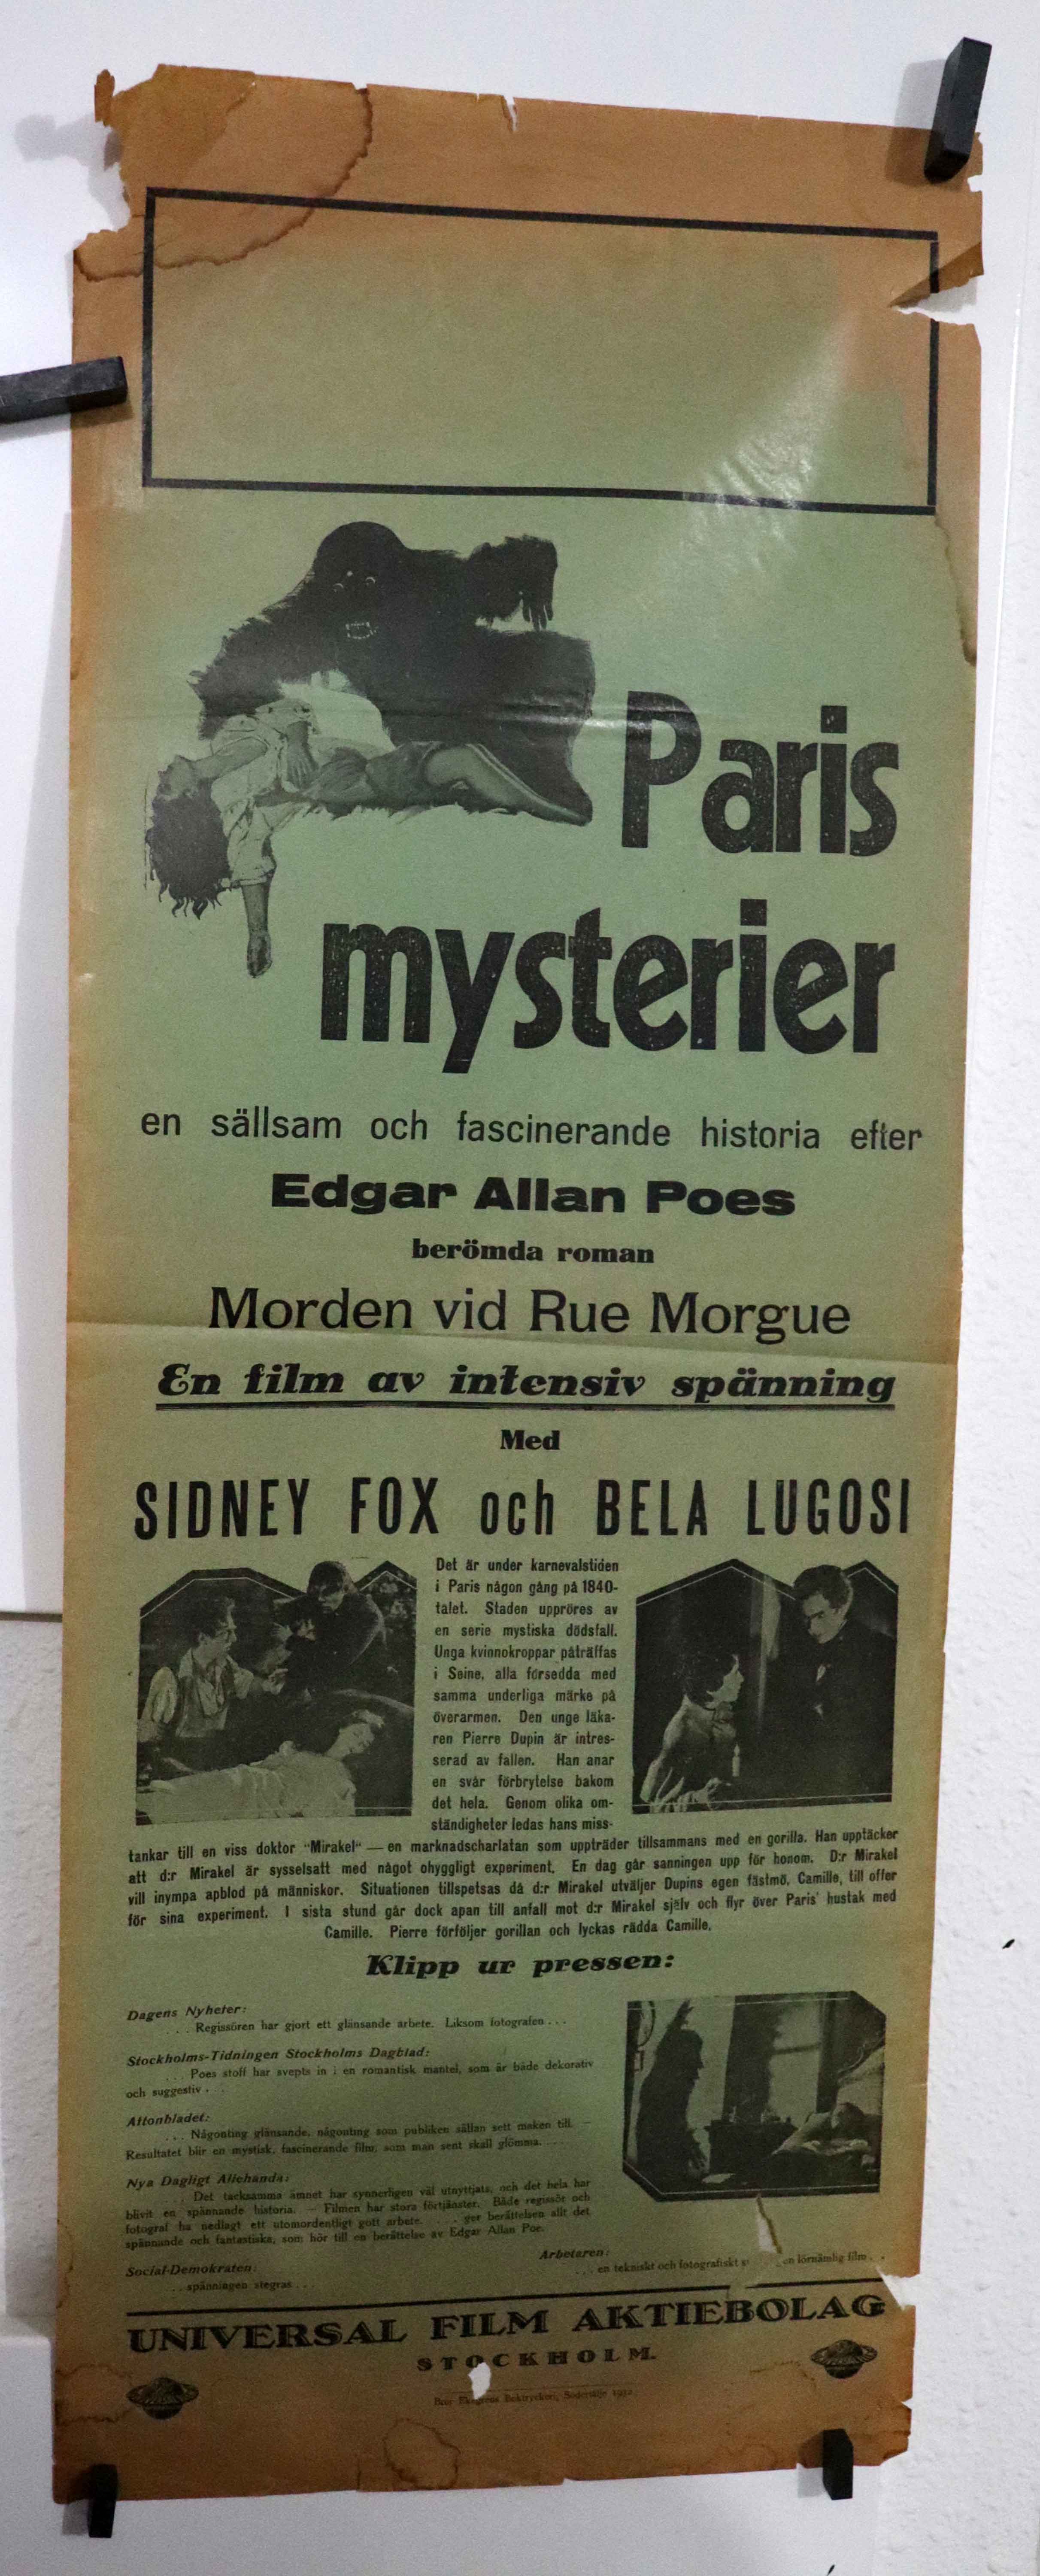 Paris
mysterier
en sällsam och fascinerande historia efter
Edgar Allan Poes
berömda roman
Morden vid Rue Morgue
En film av intensiv spänning
Med
SIDNEY FOX och BELA LUGOSI
Det är under karnevalstiden
i Paris någon gång på 1840-
talet. Staden uppröres av
en serie mystiska dödsfall.
Unga kvinnokroppar påträffas
i Seine, alla försedda med
samma underliga märke på
överarmen. Den unge läka-
ren Pierre Dupin är intres-
serad av fallen. Han anar
en svår förbrytelse bakom
det hela. Genom olika om-
ständigheter ledas hans miss-
tankar till en viss doktor "Mirakel" — en marknadscharlatan som uppträder tillsammans med en gorilla. Han upptäcker
att d:r Mirakel är sysselsatt med något ohyggligt experiment. En dag går sanningen upp för honom. D:r Mirakel
vill inympa apblod på människor. Situationen tillspetsas då d:r Mirakel utväljer Dupins egen fästmö, Camille, till offer
för sina experiment. I sista stund går dock apan till anfall mot d:r Mirakel själv och flyr över Paris' hustak med
Camille. Pierre förföljer gorillan och lyckas rädda Camille.
Klipp ur pressen:
Dagens Nyheter:
. . . Regissören har gjort ett glänsande arbete. Liksom fotografen . . .
Stockholms-Tidningen Stockholms Dagblad:
. . . Poes stoff har svepts in i en romantisk mantel, som är både dekorativ
och suggestiv . . .
Aftonbladet:
. . . Någonting glänsande, någonting som publiken sällan sett maken till. —
Resultatet blir en mystisk, fascinerande film, som man sent skall glömma. . . .
Nya Dagligt Allehanda:
. . . Det tacksamma ämnet har synnerligen väl utnyttjats, och det hela har
blivit en spännande historia. — Filmen har stora förtjänster. Både regissör och
fotograf ha nedlagt ett utomordentligt gott arbete. . . . . ger berättelsen allt det
spännande och fantastiska, som hör till en berättelse av Edgar Allan Poe.
Social-Demokraten:
. . . spänningen stegras . . .
Arbetaren:
. . . en tekniskt och fotografiskt en förnämlig film . . .
UNIVERSAL FILM AKTIEBOLAG
STOCKHOLM.
Boktryckeri, Södertälje 1932